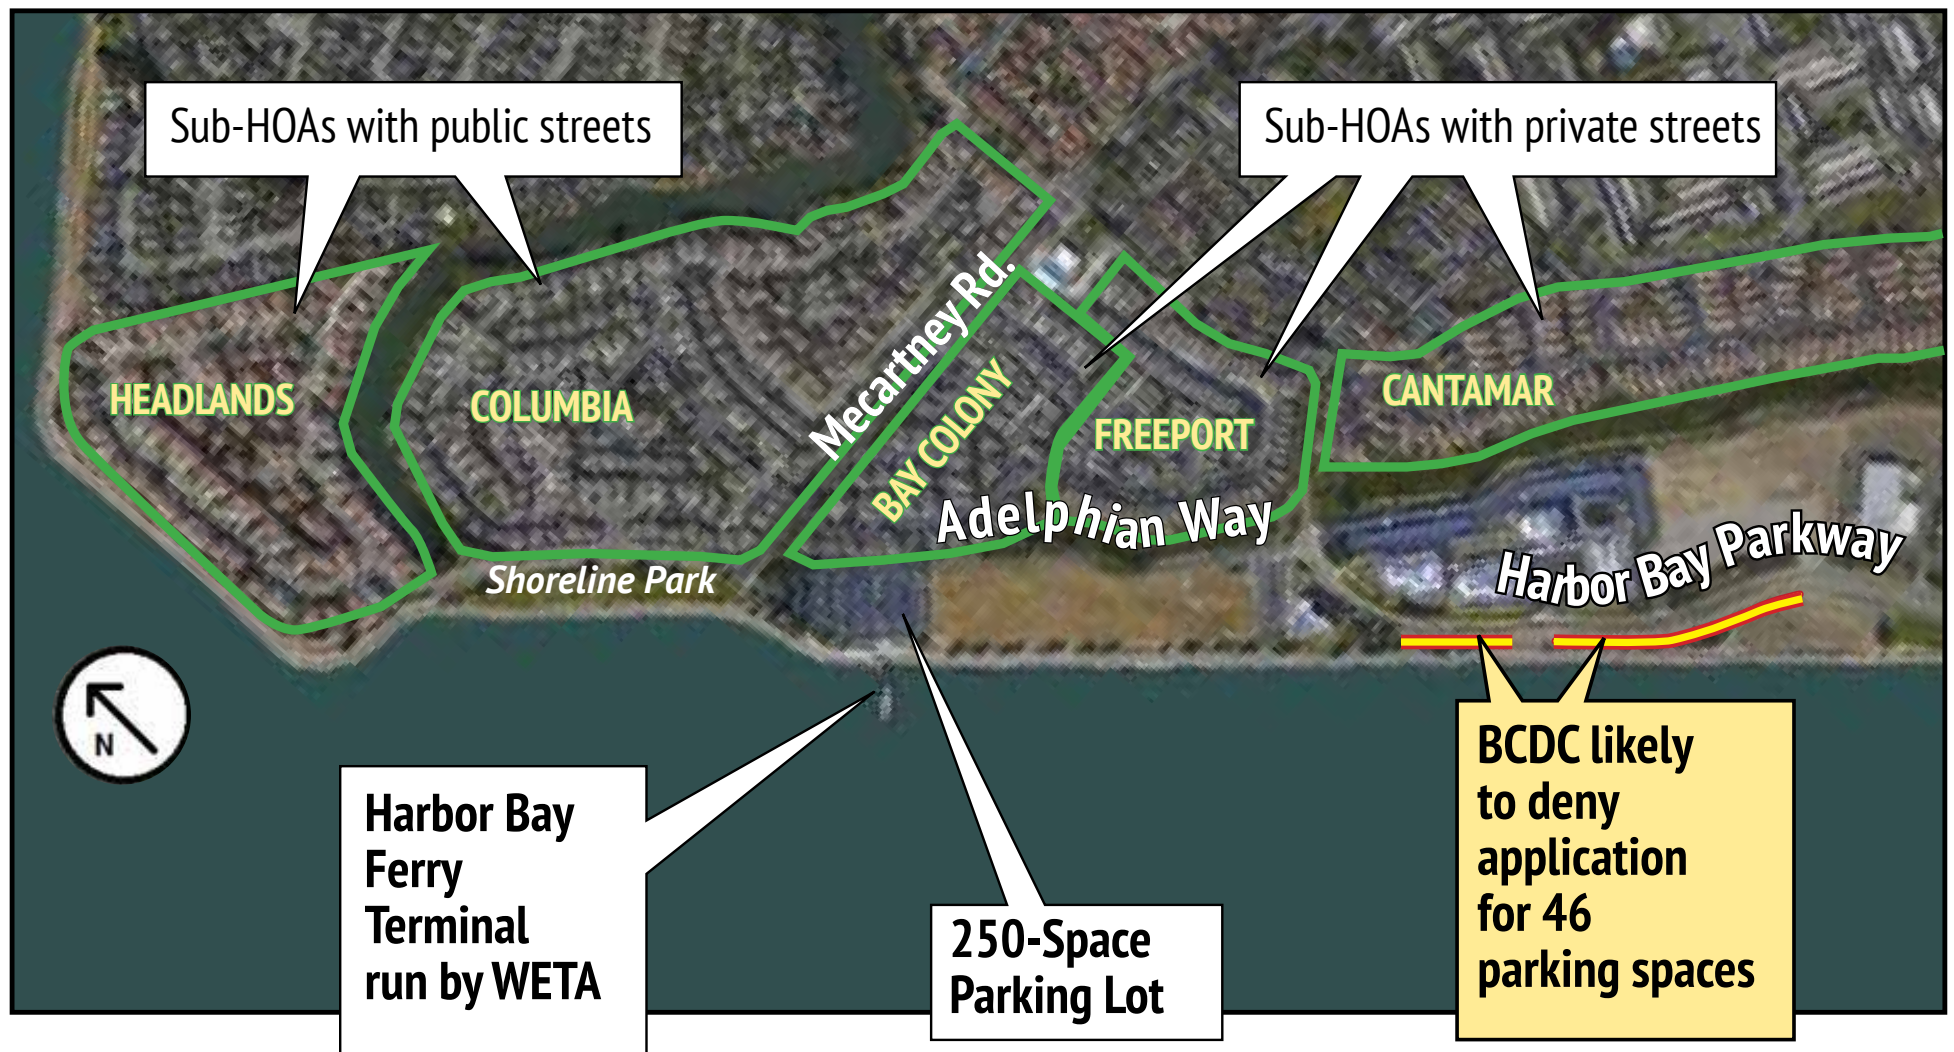 Sub-HOAs with public streets
Sub-HOAs with private streets
Mecartney Rd.
HEADLANDS
COLUMBIA
BAY COLONY
FREEPORT
CANTAMAR
Adelphian Way
Harbor Bay Parkway
Shoreline Park
N
Harbor Bay
Ferry
Terminal
run by WETA
250-Space
Parking Lot
BCDC likely
to deny
application
for 46
parking spaces